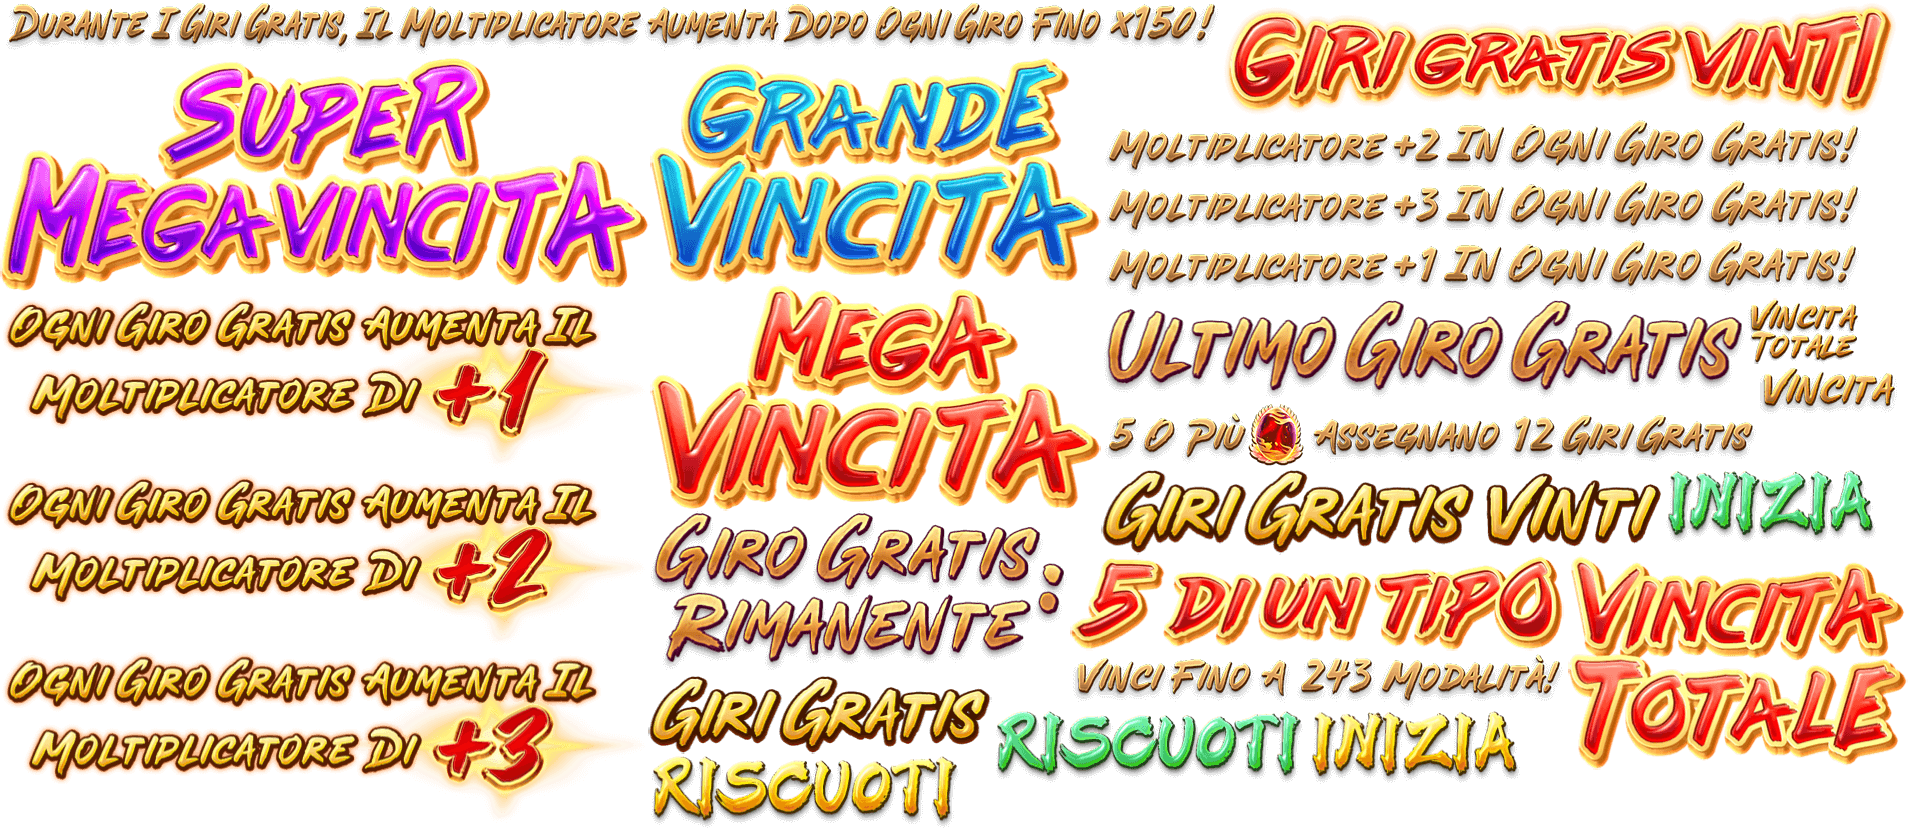 Durante I Giri Gratis, Il Moltiplicatore Aumenta Dopo Ogni Giro Fino x150!
Super
Megavincita
Grande
Vincita
Giri gratis vinti
Moltiplicatore +2 In Ogni Giro Gratis!
Moltiplicatore +3 In Ogni Giro Gratis!
Moltiplicatore +1 In Ogni Giro Gratis!
Ogni Giro Gratis Aumenta Il
Moltiplicatore Di +1
Mega
Vincita
Ultimo Giro Gratis
Vincita
Totale
Vincita
5 O Più Assegnano 12 Giri Gratis
Ogni Giro Gratis Aumenta Il
Moltiplicatore Di +2
Giri Gratis Vinti
INIZIA
Giro Gratis
Rimanente :
5 di un tipo
Vincita
Totale
Vinci Fino A 243 Modalità!
Ogni Giro Gratis Aumenta Il
Moltiplicatore Di +3
Giri Gratis
RISCUOTI
RISCUOTI
INIZIA